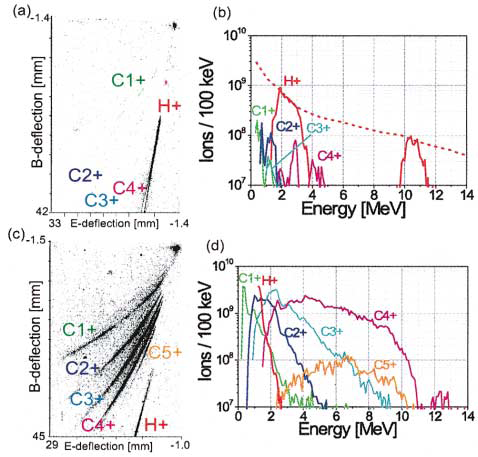 (a)
-1.4
B-deflection [mm]
42
C1+
H+
C2+
C4+
C3+
33
E-deflection [mm]
-1.4
(b)
10^10
10^9
10^8
10^7
Ions / 100 keV
H+
C1+
C2+
C3+
C4+
0 2 4 6 8 10 12 14
Energy [MeV]
(c)
-1.5
B-deflection [mm]
45
C1+
C2+
C5+
C3+
C4+
H+
29
E-deflection [mm]
-1.0
(d)
10^10
10^9
10^8
10^7
Ions / 100 keV
C1+
H+
C4+
C2+
C3+
C5+
0 2 4 6 8 10 12 14
Energy [MeV]